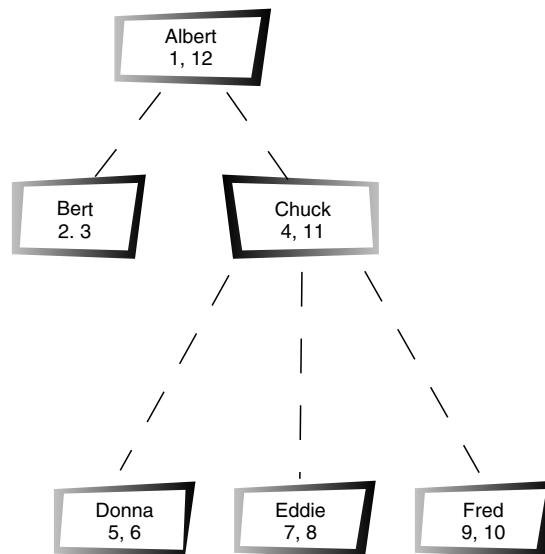 Albert
1, 12
Bert
2. 3
Chuck
4, 11
Donna
5, 6
Eddie
7, 8
Fred
9, 10